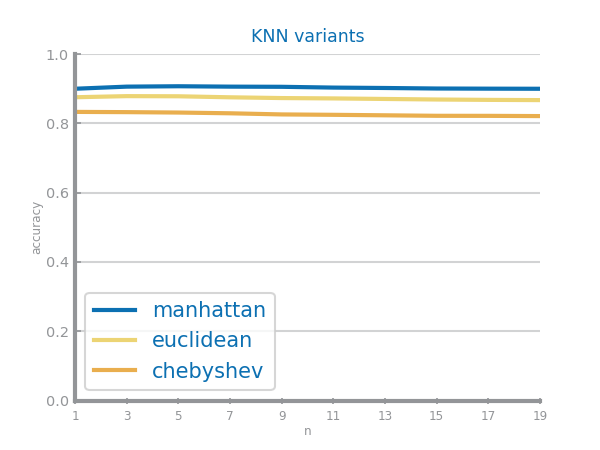 KNN variants
1.0
0.8
0.6
0.4
0.2
0.0
accuracy
manhattan
euclidean
chebyshev
1 3 5 7 9 11 13 15 17 19
n